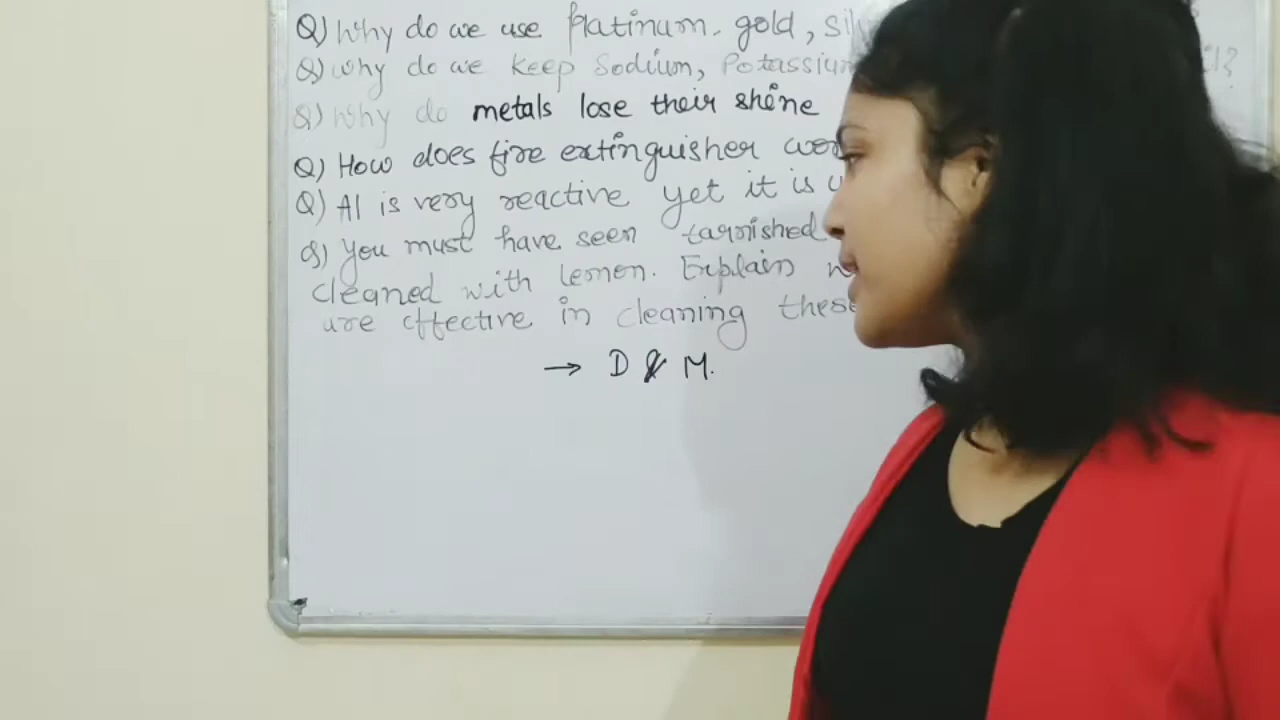 Q) Why do we use Platinum, gold, sil
Q) Why do we keep Sodium, Potassium
Q) Why do metals lose their shine
Q) How does fire extinguisher wor
Q) Al is very reactive yet it is u
Q) You must have seen tarnished
cleaned with lemon. Explain w
are effective in cleaning these
→ D & M.